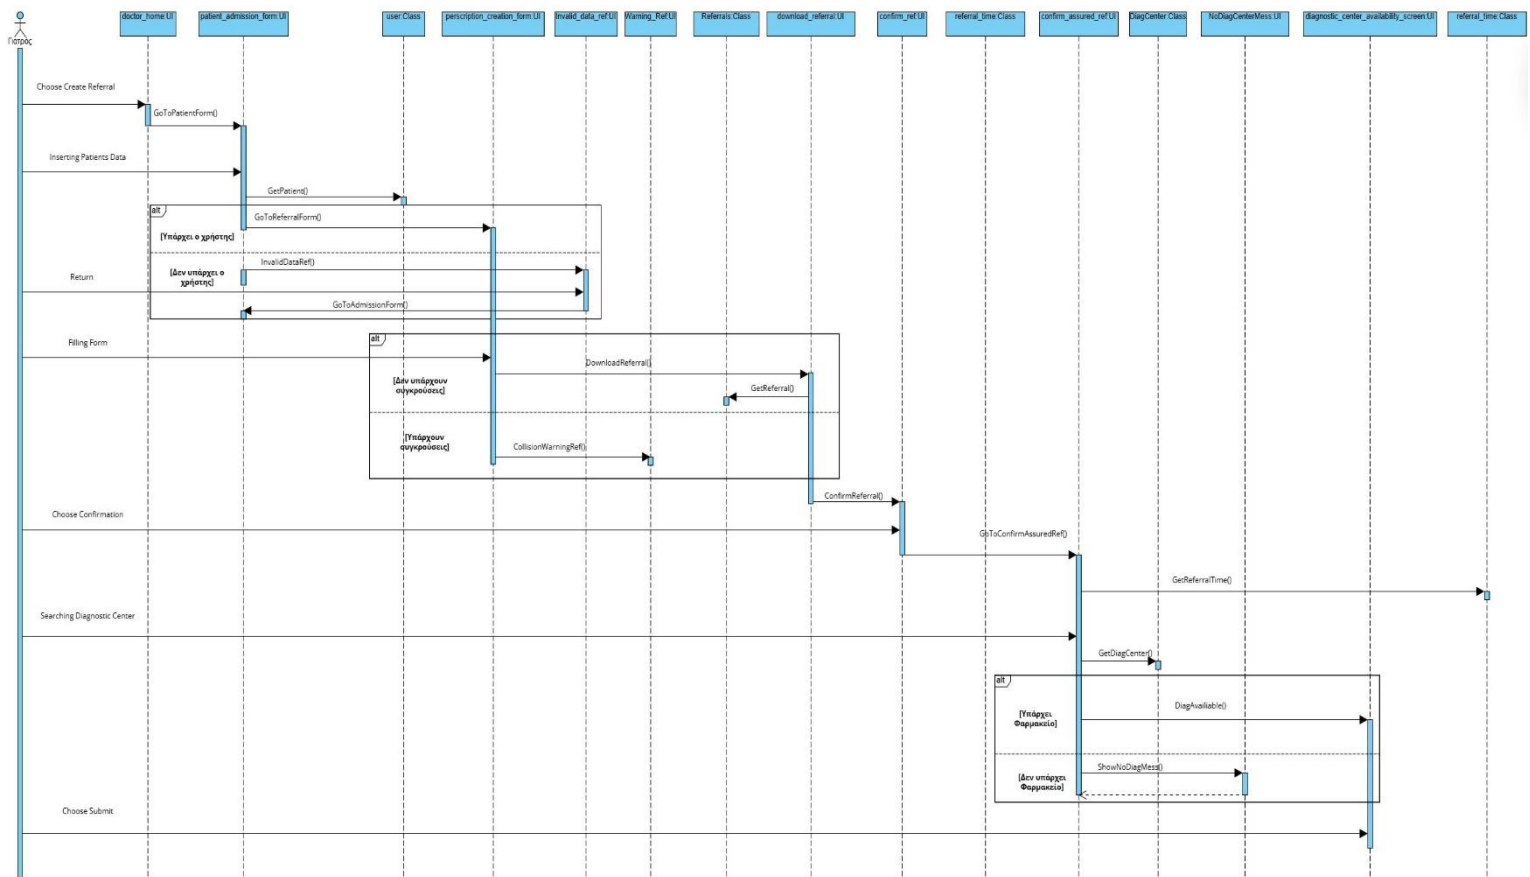 doctor_home:UI
patient_admission_form:UI
user:Class
perscription_creation_form:UI
Invalid_data_ref:UI
Warning_Ref:UI
Referrals:Class
download_referral:UI
confirm_ref:UI
referral_time:Class
confirm_assured_ref:UI
DiagCenter:Class
NoDiagCenterMess:UI
diagnostic_center_availability_screen:UI
referral_time:Class
Γιατρός
Choose Create Referral
GoToPatientForm()
Inserting Patients Data
GetPatient()
alt
GoToReferralForm()
[Υπάρχει ο χρήστης]
InvalidDataRef()
[Δεν υπάρχει ο
χρήστης]
Return
GoToAdmissionForm()
alt
Filling Form
DownloadReferral()
[Δεν υπάρχουν
συγκρούσεις]
GetReferral()
[Υπάρχουν
συγκρούσεις]
CollisionWarningRef()
ConfirmReferral()
Choose Confirmation
GoToConfirmAssuredRef()
GetReferralTime()
Searching Diagnostic Center
GetDiagCenter()
alt
DiagAvailiable()
[Υπάρχει
Φαρμακείο]
ShowNoDiagMess()
[Δεν υπάρχει
Φαρμακείο]
Choose Submit